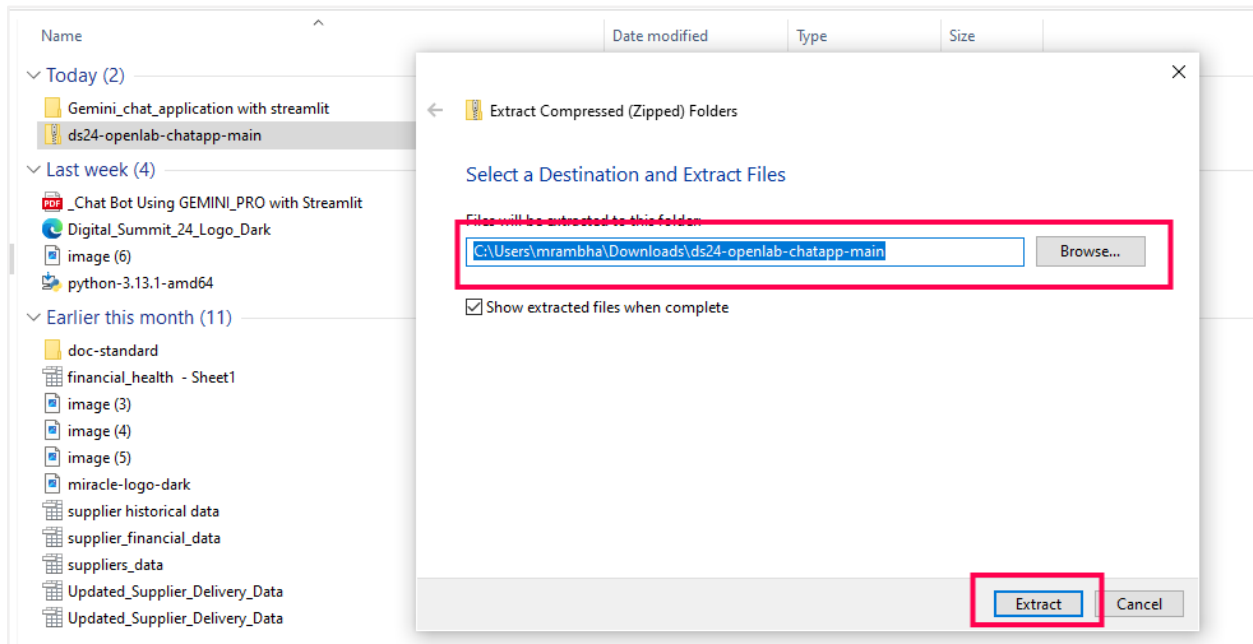 Name Date modified Type Size
Today (2)
Gemini_chat_application with streamlit
ds24-openlab-chatapp-main
Last week (4)
PDF _Chat Bot Using GEMINI_PRO with Streamlit
Digital_Summit_24_Logo_Dark
image (6)
python-3.13.1-amd64
Earlier this month (11)
doc-standard
financial_health - Sheet1
image (3)
image (4)
image (5)
miracle-logo-dark
supplier historical data
supplier_financial_data
suppliers_data
Updated_Supplier_Delivery_Data
Updated_Supplier_Delivery_Data
Extract Compressed (Zipped) Folders
Select a Destination and Extract Files
Files will be extracted to this folder:
C:\Users\mrambha\Downloads\ds24-openlab-chatapp-main
Browse...
Show extracted files when complete
Extract Cancel